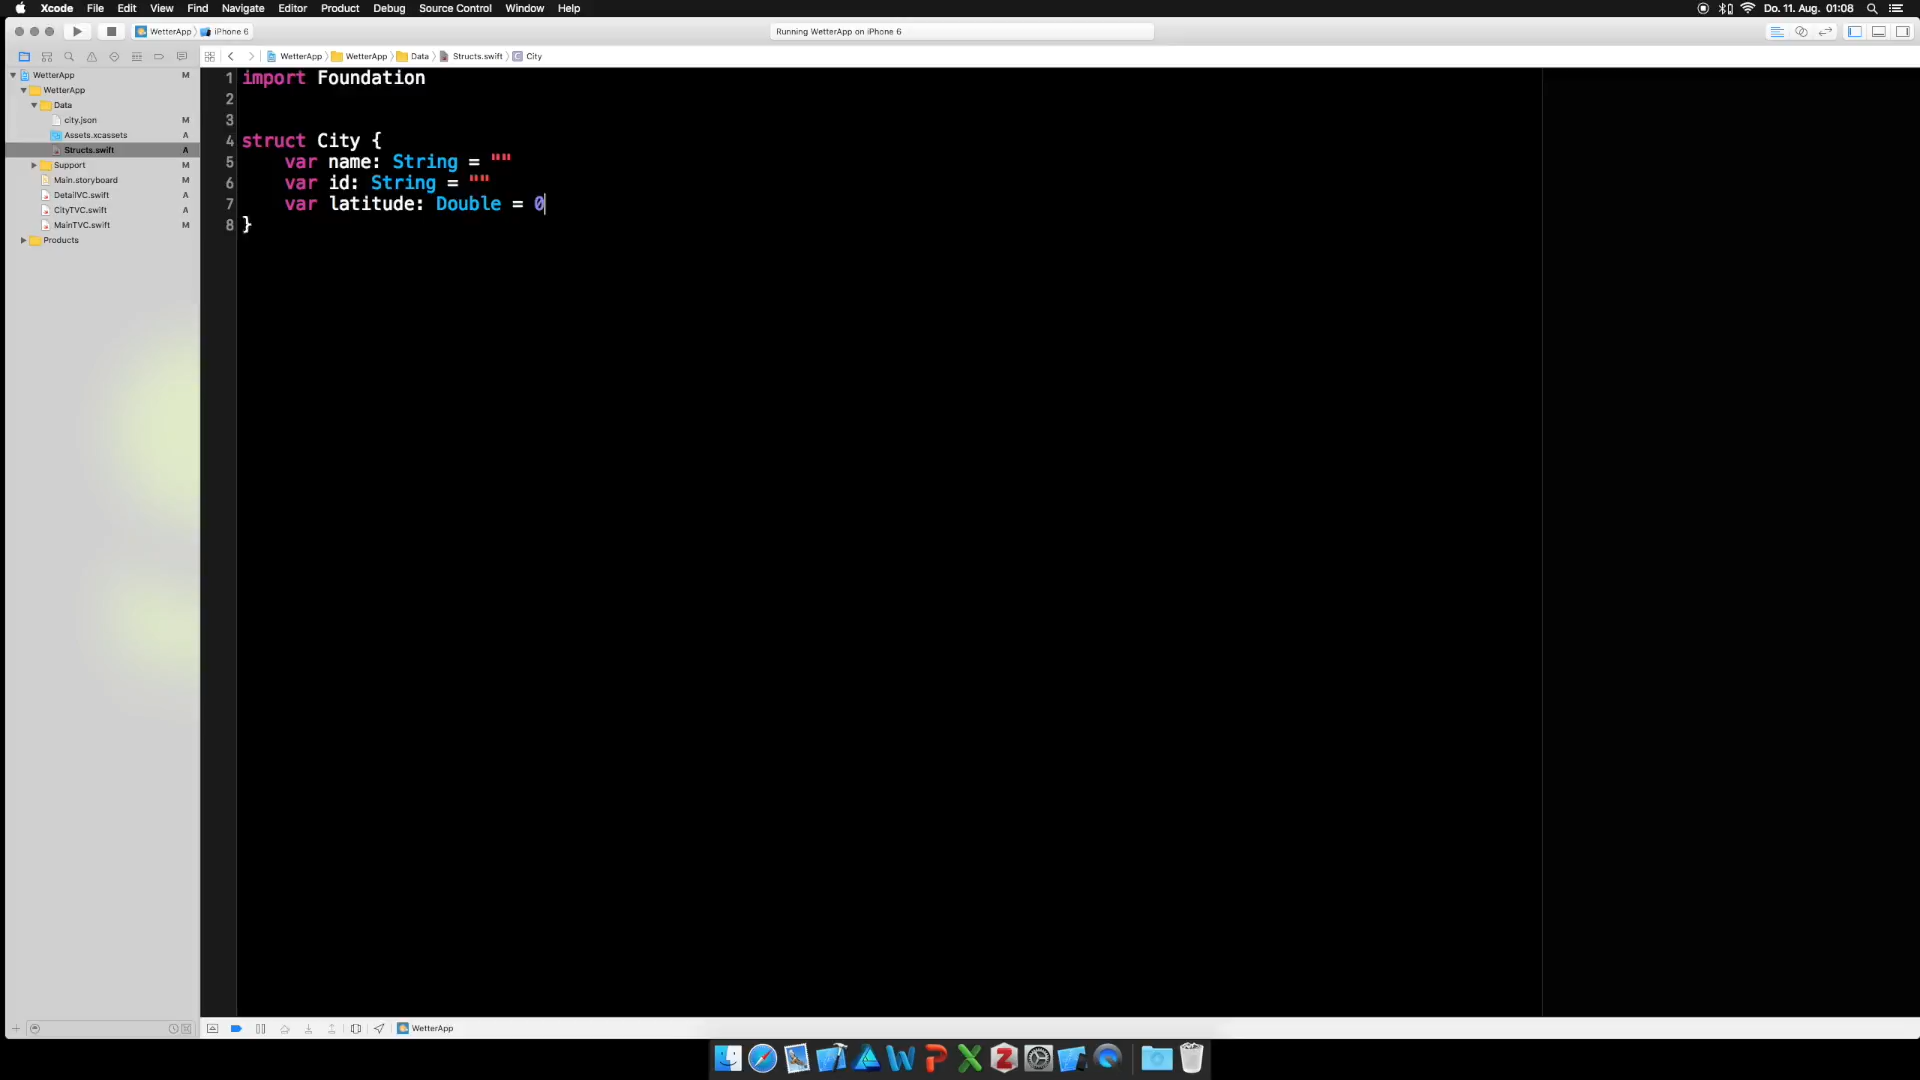 Xcode File Edit View Find Navigate Editor Product Debug Source Control Window Help Do. 11. Aug. 01:08
WetterApp iPhone 6 Running WetterApp on iPhone 6
WetterApp WetterApp Data Structs.swift City
WetterApp M
WetterApp
Data
city.json M
Assets.xcassets A
Structs.swift A
Support M
Main.storyboard M
DetailVC.swift A
CityTVC.swift A
MainTVC.swift M
Products
1 import Foundation
2
3
4 struct City {
5 var name: String = ""
6 var id: String = ""
7 var latitude: Double = 0
8 }
WetterApp